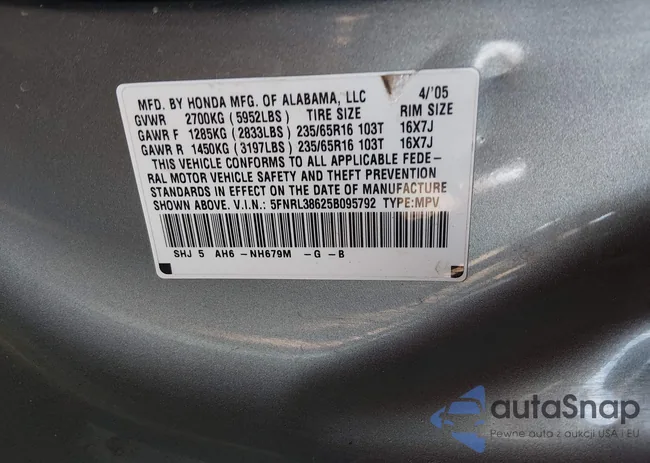 MFD. BY HONDA MFG. OF ALABAMA, LLC 4/'05
GVWR 2700KG (5952LBS) TIRE SIZE RIM SIZE
GAWR F 1285KG (2833LBS) 235/65R16 103T 16X7J
GAWR R 1450KG (3197LBS) 235/65R16 103T 16X7J
THIS VEHICLE CONFORMS TO ALL APPLICABLE FEDE-
RAL MOTOR VEHICLE SAFETY AND THEFT PREVENTION
STANDARDS IN EFFECT ON THE DATE OF MANUFACTURE
SHOWN ABOVE. V.I.N.: 5FNRL38625B095792 TYPE:MPV
SHJ 5 AH6 -NH679M -G -B
autaSnap
Pewne auta z aukcji USA i EU